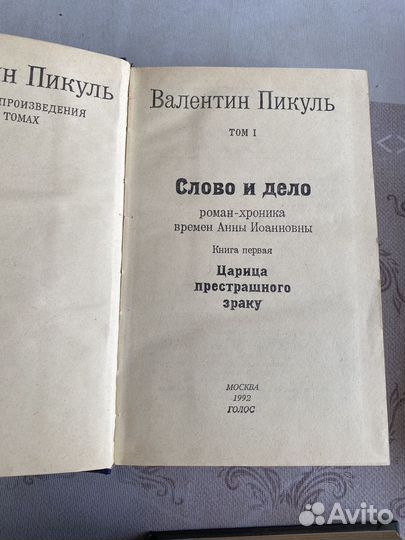 ин Пикуль
ПРОИЗВЕДЕНИЯ
ТОМАХ
Валентин Пикуль
ТОМ I
Слово и дело
роман-хроника
времен Анны Иоанновны
Книга первая
Царица
престрашного
зраку
МОСКВА
1992
ГОЛОС
Avito